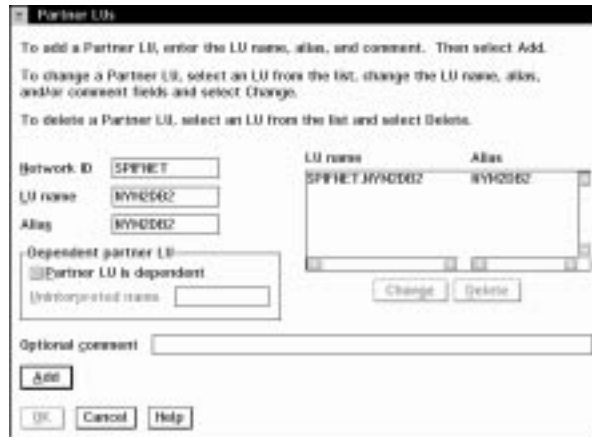 Partner LUs
To add a Partner LU, enter the LU name, alias, and comment. Then select Add.
To change a Partner LU, select an LU from the list, change the LU name, alias,
and/or comment fields and select Change.
To delete a Partner LU, select an LU from the list and select Delete.
Network ID SPIFNET
LU name NYM2DB2
Alias NYM2DB2
LU name Alias
SPIFNET.NYM2DB2 NYM2DB2
Dependent partner LU
Partner LU is dependent
Uninterpreted name
Change Delete
Optional comment
Add
OK Cancel Help